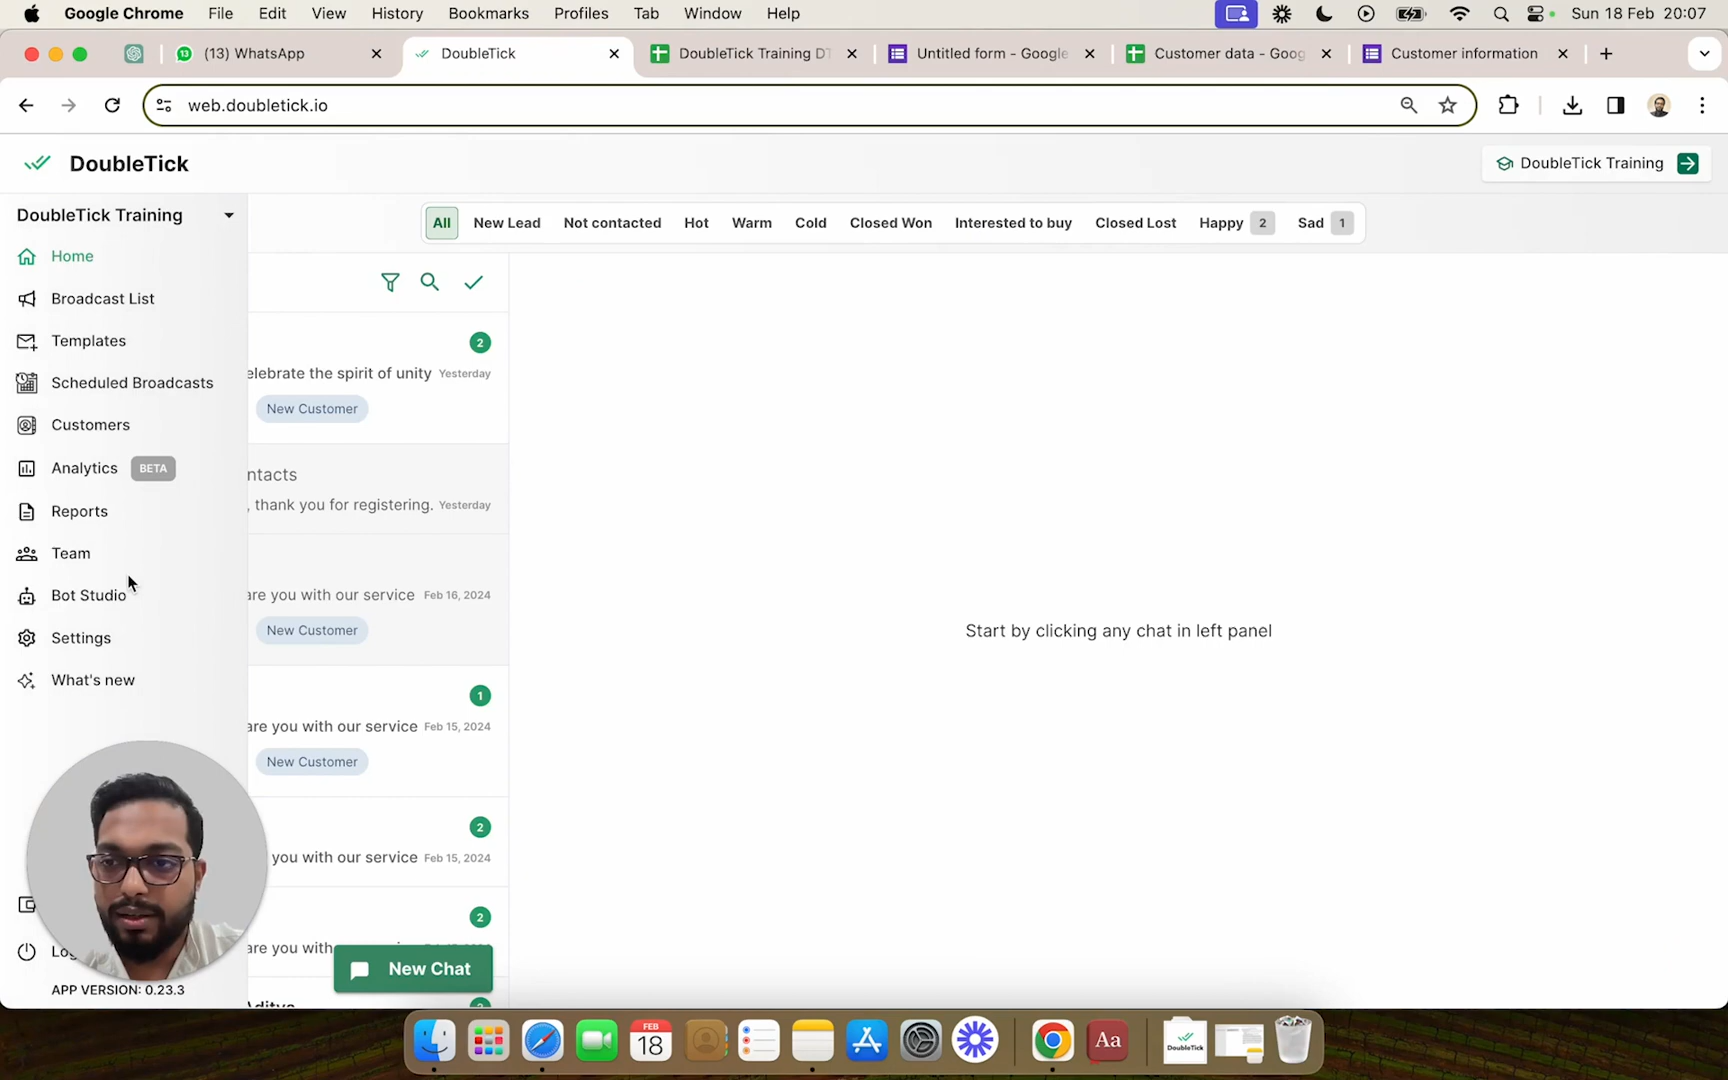 Google Chrome File Edit View History Bookmarks Profiles Tab Window Help Sun 18 Feb 20:07
13 (13) WhatsApp DoubleTick DoubleTick Training DT Untitled form - Google Customer data - Goog Customer information
web.doubletick.io
DoubleTick
DoubleTick Training
DoubleTick Training
All New Lead Not contacted Hot Warm Cold Closed Won Interested to buy Closed Lost Happy 2 Sad 1
Home
Broadcast List
Templates
Scheduled Broadcasts
Customers
Analytics BETA
Reports
Team
Bot Studio
Settings
What's new
APP VERSION: 0.23.3
2
elebrate the spirit of unity Yesterday
New Customer
ntacts
, thank you for registering. Yesterday
are you with our service Feb 16, 2024
New Customer
1
are you with our service Feb 15, 2024
New Customer
2
you with our service Feb 15, 2024
2
are you with
New Chat
Start by clicking any chat in left panel
FEB
18
Aa
DoubleTick